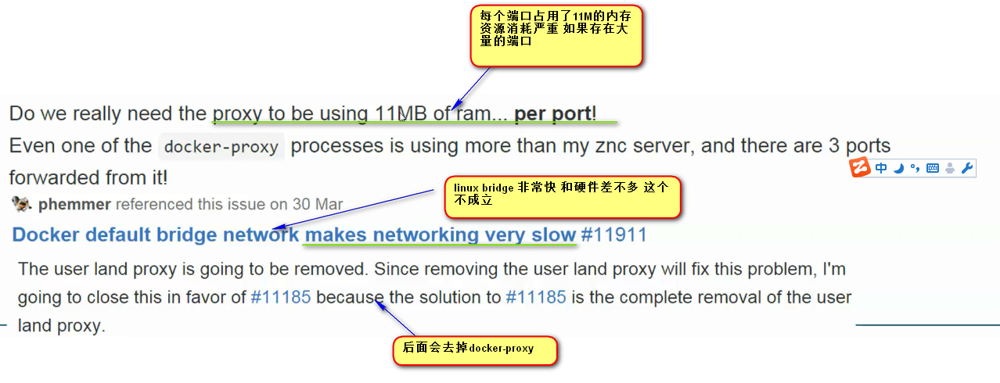 每个端口占用了11M的内存
资源消耗严重 如果存在大
量的端口
Do we really need the proxy to be using 11MB of ram... per port!
Even one of the docker-proxy processes is using more than my znc server, and there are 3 ports
forwarded from it!
中
linux bridge 非常快 和硬件差不多 这个
不成立
phemmer referenced this issue on 30 Mar
Docker default bridge network makes networking very slow #11911
The user land proxy is going to be removed. Since removing the user land proxy will fix this problem, I'm
going to close this in favor of #11185 because the solution to #11185 is the complete removal of the user
land proxy.
后面会去掉docker-proxy